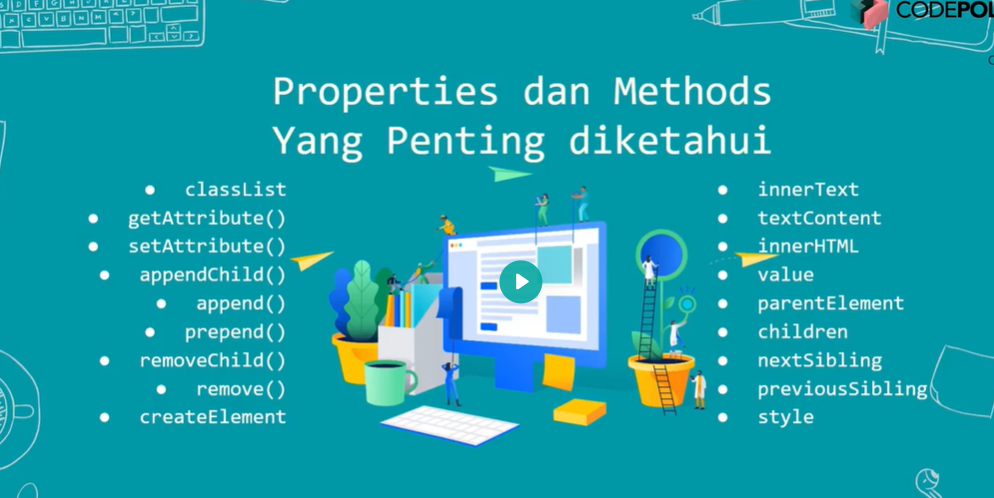 CODEPOL
Properties dan Methods
Yang Penting diketahui
● classList
● getAttribute()
● setAttribute()
● appendChild()
● append()
● prepend()
● removeChild()
● remove()
● createElement
● innerText
● textContent
● innerHTML
● value
● parentElement
● children
● nextSibling
● previousSibling
● style